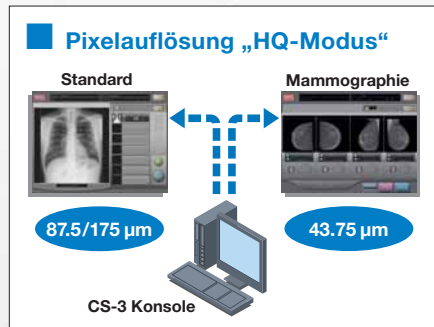 Pixelauflösung „HQ-Modus“
Standard
Mammographie
87.5/175 µm
43.75 µm
CS-3 Konsole